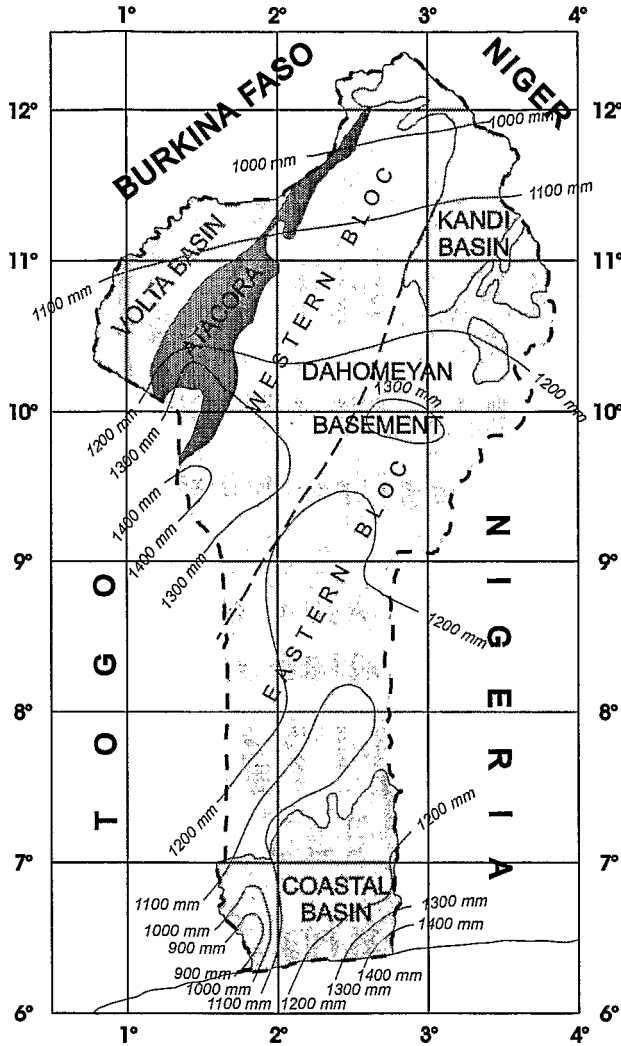 1° 2° 3° 4°
BURKINA FASO
NIGER
12° 12°
1000 mm
1000 mm
1100 mm
KANDI
BASIN
VOLTA BASIN
11° 11°
1100 mm
ATACORA
WESTERN BLOC
DAHOMEYAN
1300 mm
1200 mm
10° 10°
BASEMENT
1200 mm
1300 mm
1400 mm
1400 mm
1300 mm
9° 9°
EASTERN BLOC
1200 mm
TOGO
NIGERIA
8° 8°
1200 mm
1200 mm
7° 7°
COASTAL
BASIN
1100 mm
1000 mm
900 mm
1300 mm
1400 mm
900 mm
1000 mm
1100 mm
1200 mm
1300 mm
1400 mm
6° 6°
1° 2° 3° 4°